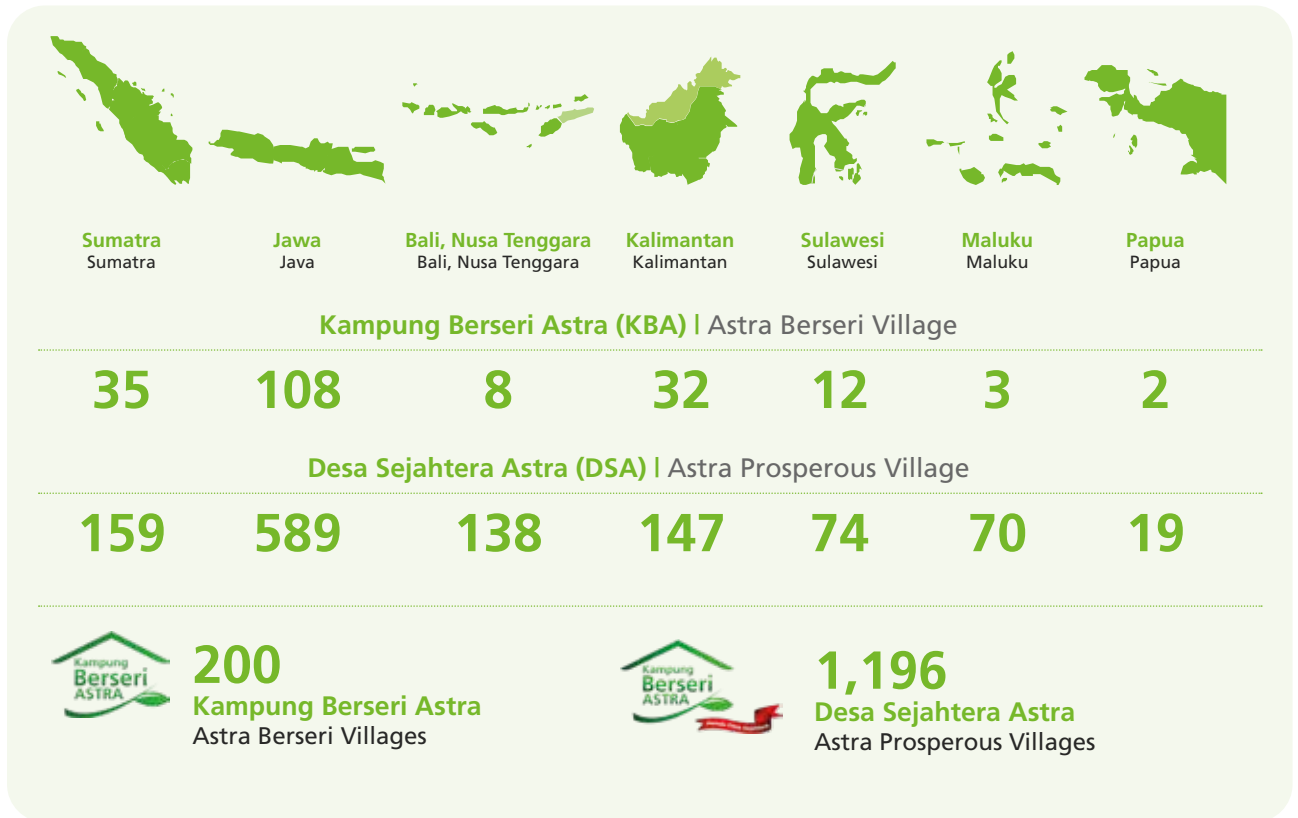 Sumatra
Sumatra
Jawa
Java
Bali, Nusa Tenggara
Bali, Nusa Tenggara
Kalimantan
Kalimantan
Sulawesi
Sulawesi
Maluku
Maluku
Papua
Papua
Kampung Berseri Astra (KBA) | Astra Berseri Village
35 108 8 32 12 3 2
Desa Sejahtera Astra (DSA) | Astra Prosperous Village
159 589 138 147 74 70 19
Kampung
Berseri
ASTRA
200
Kampung Berseri Astra
Astra Berseri Villages
Kampung
Berseri
ASTRA
1,196
Desa Sejahtera Astra
Astra Prosperous Villages